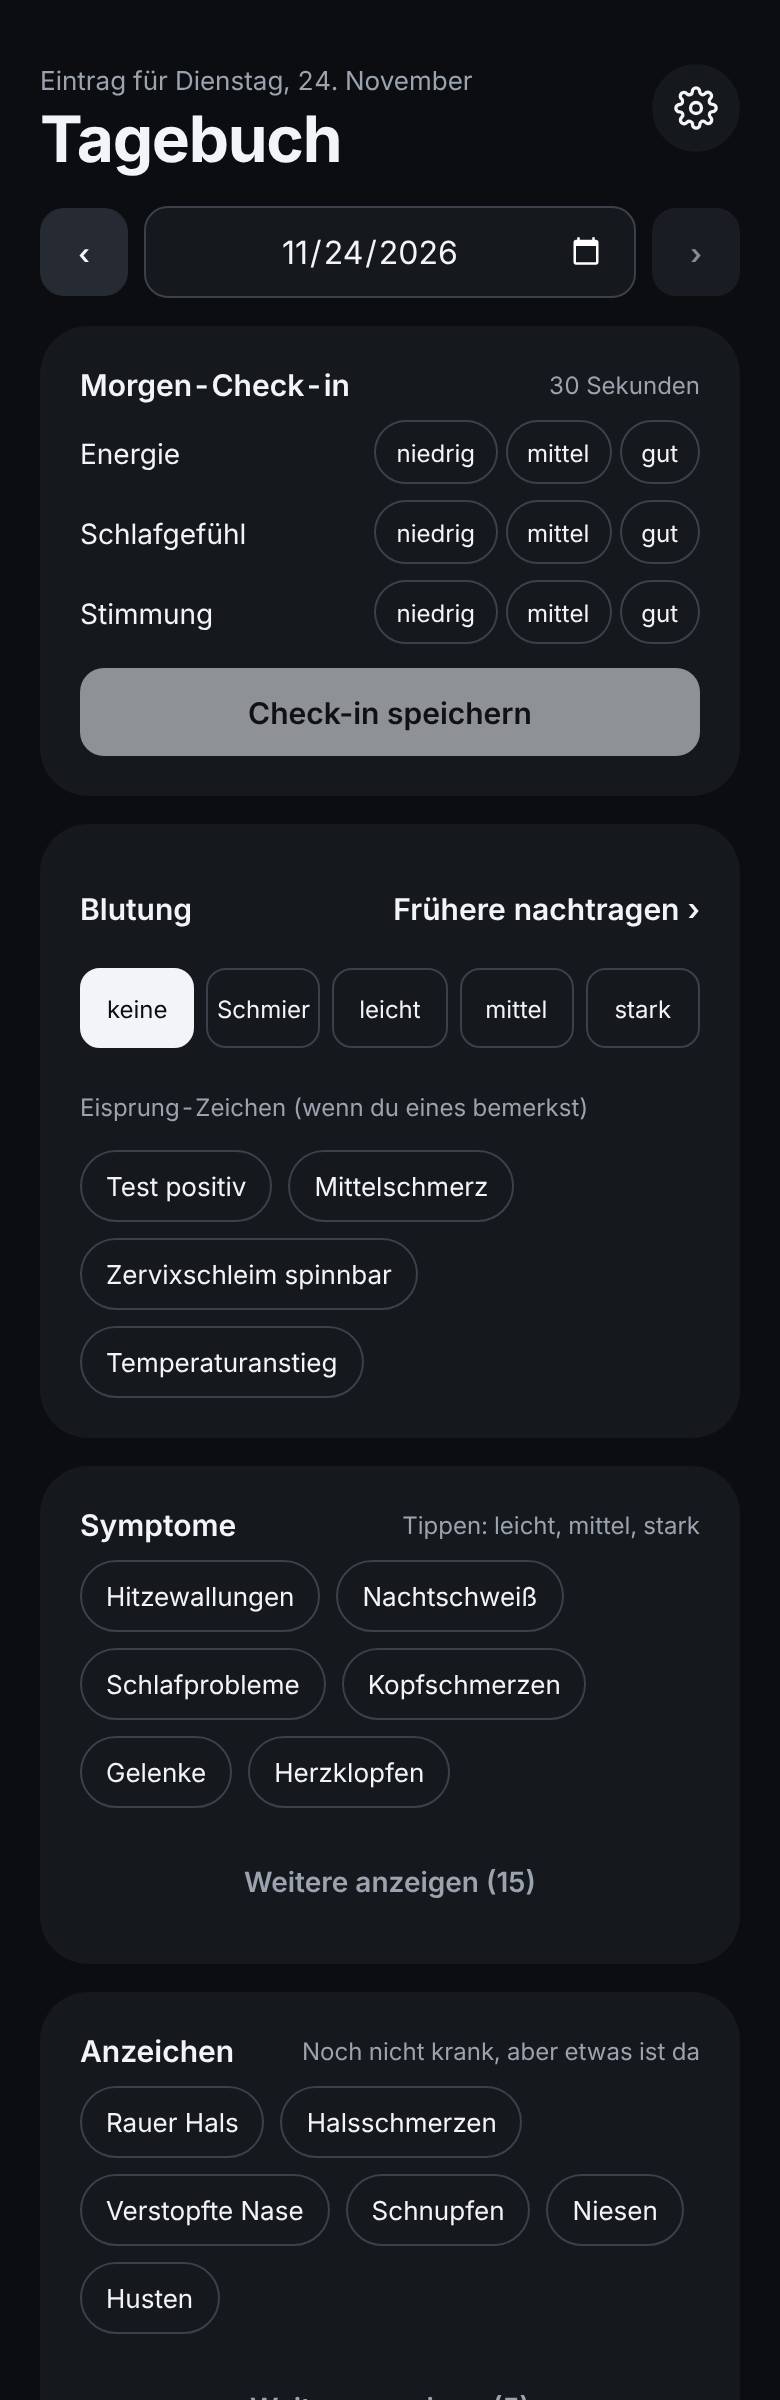 Eintrag für Dienstag, 24. November
Tagebuch
‹ 11/24/2026 ›
Morgen-Check-in 30 Sekunden
Energie niedrig mittel gut
Schlafgefühl niedrig mittel gut
Stimmung niedrig mittel gut
Check-in speichern
Blutung Frühere nachtragen ›
keine Schmier leicht mittel stark
Eisprung-Zeichen (wenn du eines bemerkst)
Test positiv Mittelschmerz
Zervixschleim spinnbar
Temperaturanstieg
Symptome Tippen: leicht, mittel, stark
Hitzewallungen Nachtschweiß
Schlafprobleme Kopfschmerzen
Gelenke Herzklopfen
Weitere anzeigen (15)
Anzeichen Noch nicht krank, aber etwas ist da
Rauer Hals Halsschmerzen
Verstopfte Nase Schnupfen Niesen
Husten